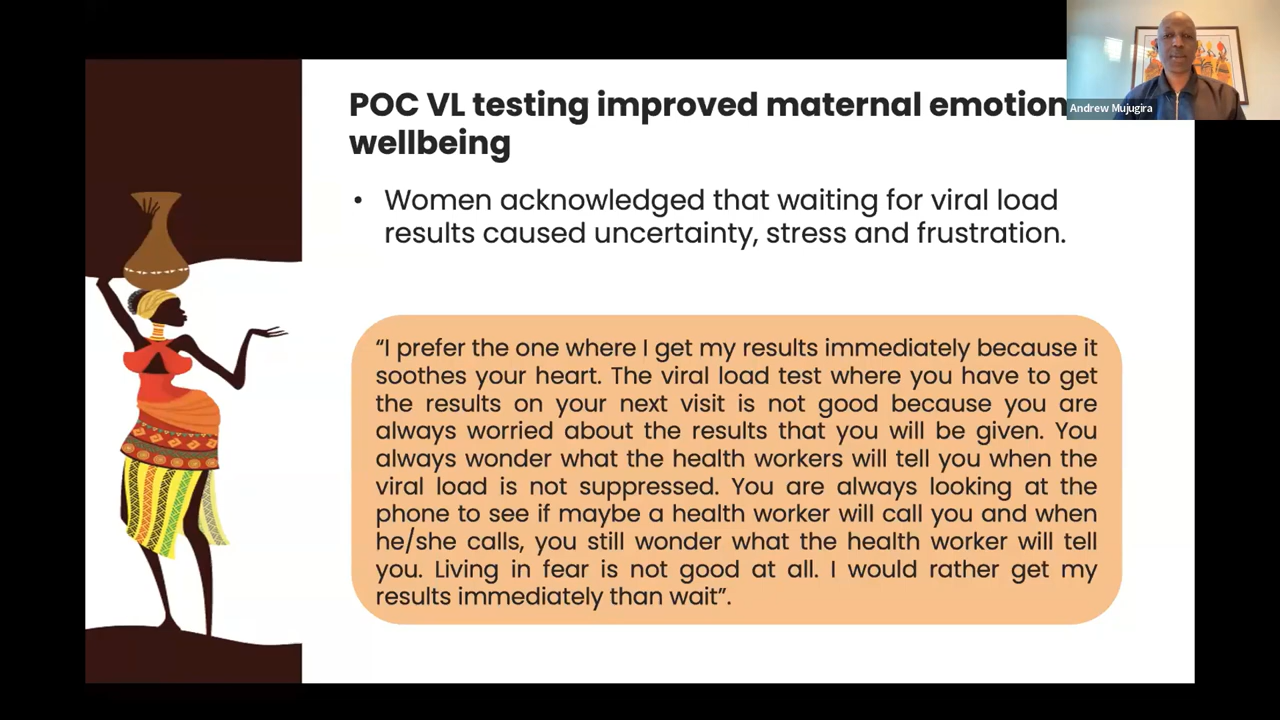 POC VL testing improved maternal emotion
wellbeing
Andrew Mujugira
• Women acknowledged that waiting for viral load
results caused uncertainty, stress and frustration.
“I prefer the one where I get my results immediately because it
soothes your heart. The viral load test where you have to get
the results on your next visit is not good because you are
always worried about the results that you will be given. You
always wonder what the health workers will tell you when the
viral load is not suppressed. You are always looking at the
phone to see if maybe a health worker will call you and when
he/she calls, you still wonder what the health worker will tell
you. Living in fear is not good at all. I would rather get my
results immediately than wait”.